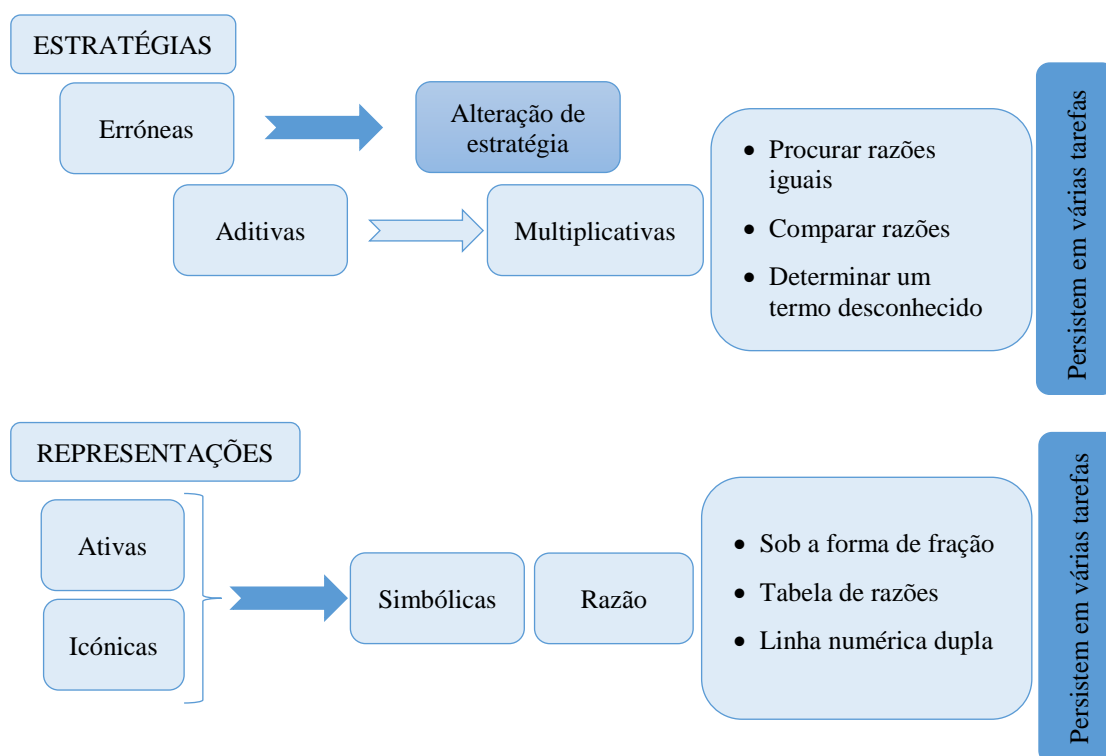 ESTRATÉGIAS
Erróneas
Alteração de
estratégia
Aditivas
Multiplicativas
• Procurar razões
iguais
• Comparar razões
• Determinar um
termo desconhecido
Persistem em várias tarefas
REPRESENTAÇÕES
Ativas
Icónicas
Simbólicas
Razão
• Sob a forma de fração
• Tabela de razões
• Linha numérica dupla
Persistem em várias tarefas